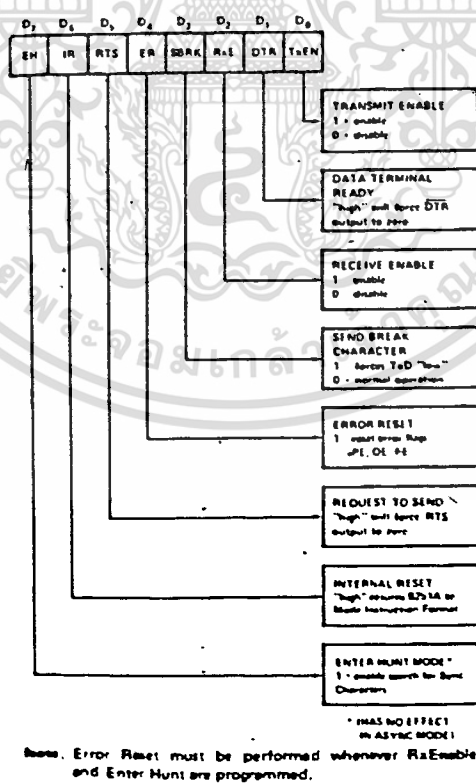 D7 D6 D5 D4 D3 D2 D1 D0
EH IR RTS ER SBRK RxE DTR TxEN
TRANSMIT ENABLE
1 = enable
0 = disable
DATA TERMINAL
READY
"high" will force DTR
output to zero
RECEIVE ENABLE
1 enable
0 disable
SEND BREAK
CHARACTER
1 forces TxD "low"
0 = normal operation
ERROR RESET
1 reset error flags
PE, OE, FE
REQUEST TO SEND
"high" will force RTS
output to zero
INTERNAL RESET
"high" returns 8251A to
Mode Instruction Format
ENTER HUNT MODE*
1 = enable search for Sync
Characters
* (HAS NO EFFECT
IN ASYNC MODE)
Note. Error Reset must be performed whenever RxEnable
and Enter Hunt are programmed.